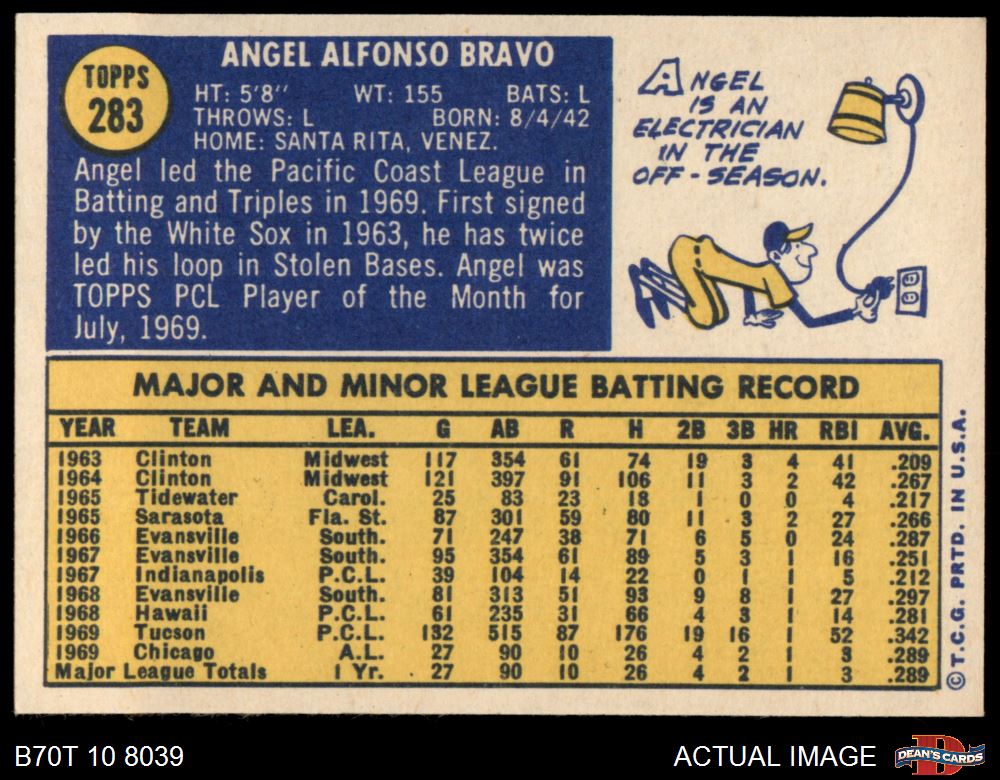 TOPPS
283
ANGEL ALFONSO BRAVO
HT: 5'8" WT: 155 BATS: L
THROWS: L BORN: 8/4/42
HOME: SANTA RITA, VENEZ.
Angel led the Pacific Coast League in
Batting and Triples in 1969. First signed
by the White Sox in 1963, he has twice
led his loop in Stolen Bases. Angel was
TOPPS PCL Player of the Month for
July, 1969.
ANGEL
IS AN
ELECTRICIAN
IN THE
OFF-SEASON.
MAJOR AND MINOR LEAGUE BATTING RECORD
YEAR TEAM LEA. G AB R H 2B 3B HR RBI AVG.
1963 Clinton Midwest 117 354 61 74 19 3 4 41 .209
1964 Clinton Midwest 121 397 91 106 11 3 2 42 .267
1965 Tidewater Carol. 25 83 23 18 1 0 0 4 .217
1965 Sarasota Fla. St. 87 301 59 80 11 3 2 27 .266
1966 Evansville South. 71 247 38 71 6 5 0 24 .287
1967 Evansville South. 95 354 61 89 5 3 1 16 .251
1967 Indianapolis P.C.L. 39 104 14 22 0 1 1 5 .212
1968 Evansville South. 81 313 51 93 9 8 1 27 .297
1968 Hawaii P.C.L. 61 235 31 66 4 3 1 14 .281
1969 Tucson P.C.L. 132 515 87 176 19 16 1 52 .342
1969 Chicago A.L. 27 90 10 26 4 2 1 3 .289
Major League Totals 1 Yr. 27 90 10 26 4 2 1 3 .289
©T.C.G. PRTD. IN U.S.A.
B70T 10 8039
ACTUAL IMAGE
D
DEAN'S CARDS